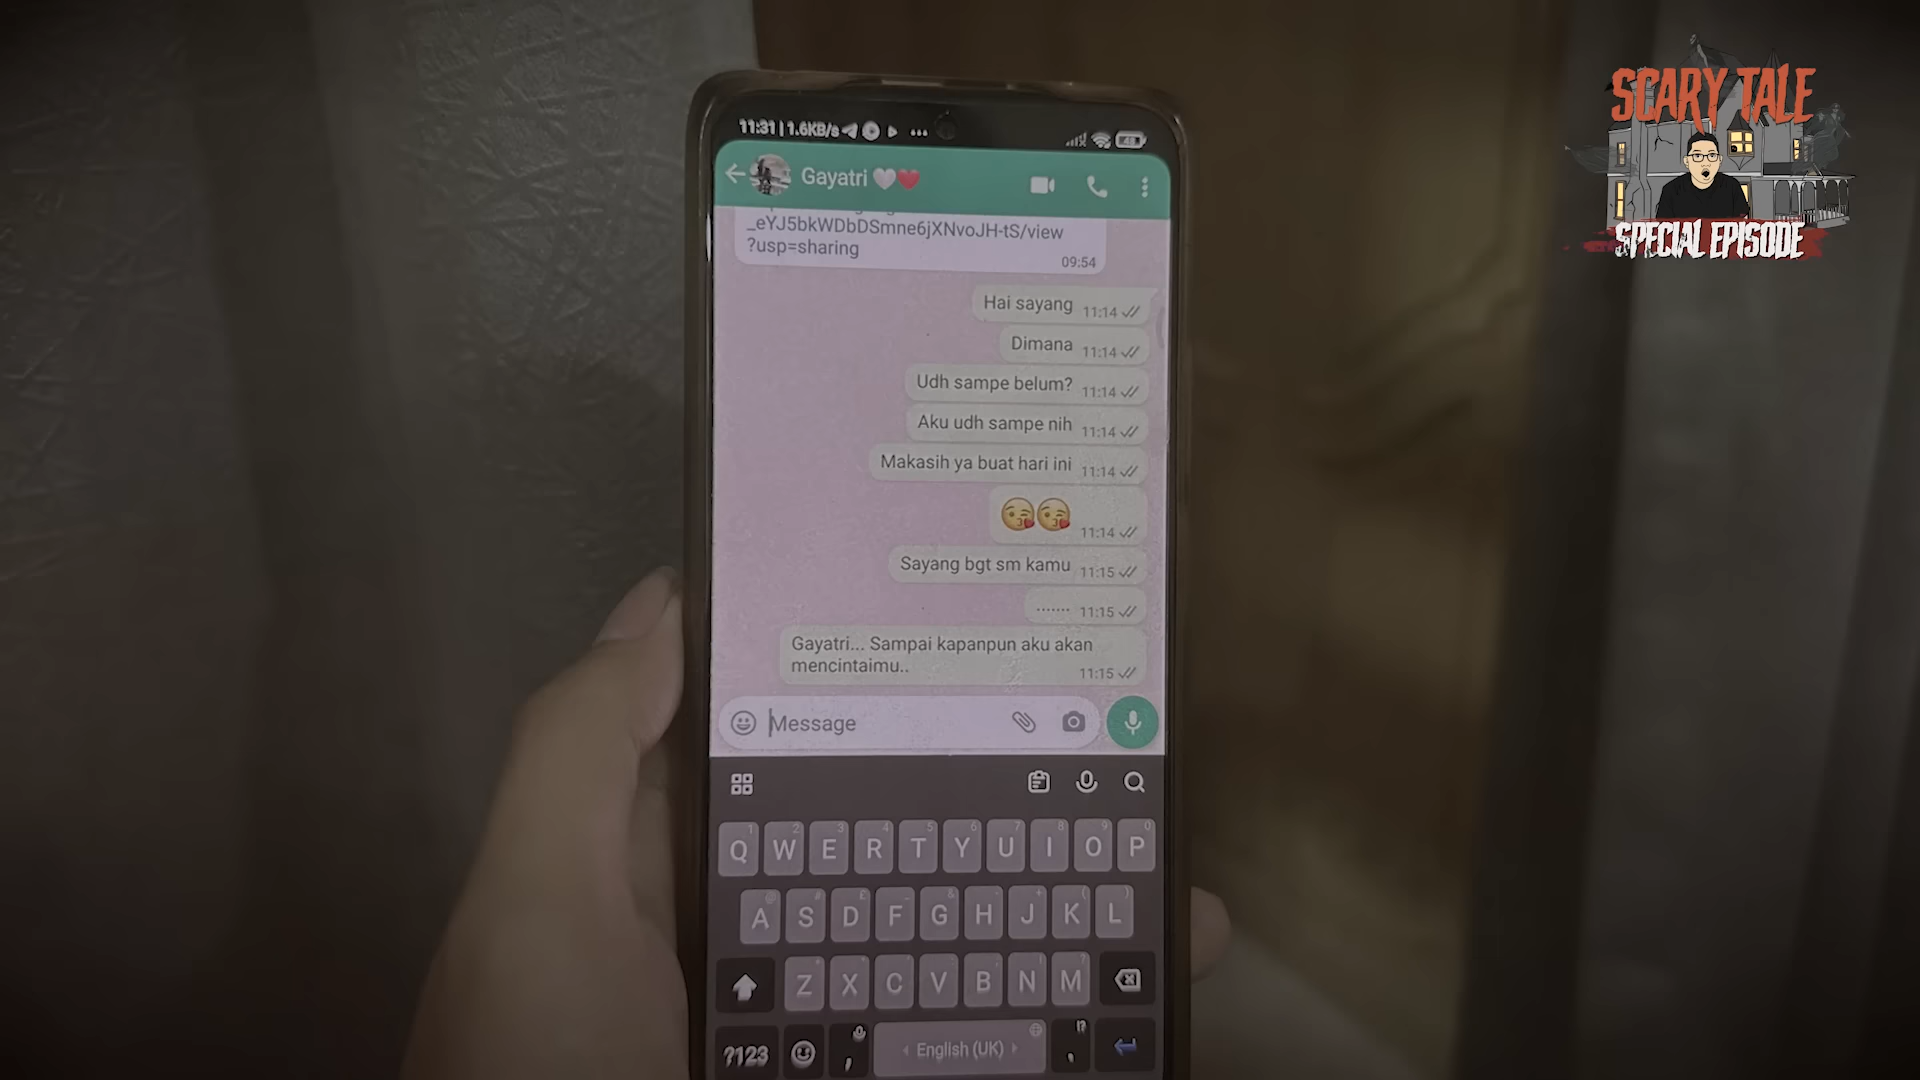 SCARY TALE
SPECIAL EPISODE
11:31 | 1.6KB/s
Gayatri
_eYJ5bkWDbDSmne6jXNvoJH-tS/view
?usp=sharing
09:54
Hai sayang 11:14
Dimana 11:14
Udh sampe belum? 11:14
Aku udh sampe nih 11:14
Makasih ya buat hari ini 11:14
😘😘 11:14
Sayang bgt sm kamu 11:15
....... 11:15
Gayatri... Sampai kapanpun aku akan
mencintaimu..
11:15
Message
Q W E R T Y U I O P
A S D F G H J K L
Z X C V B N M
?123 , English (UK) .